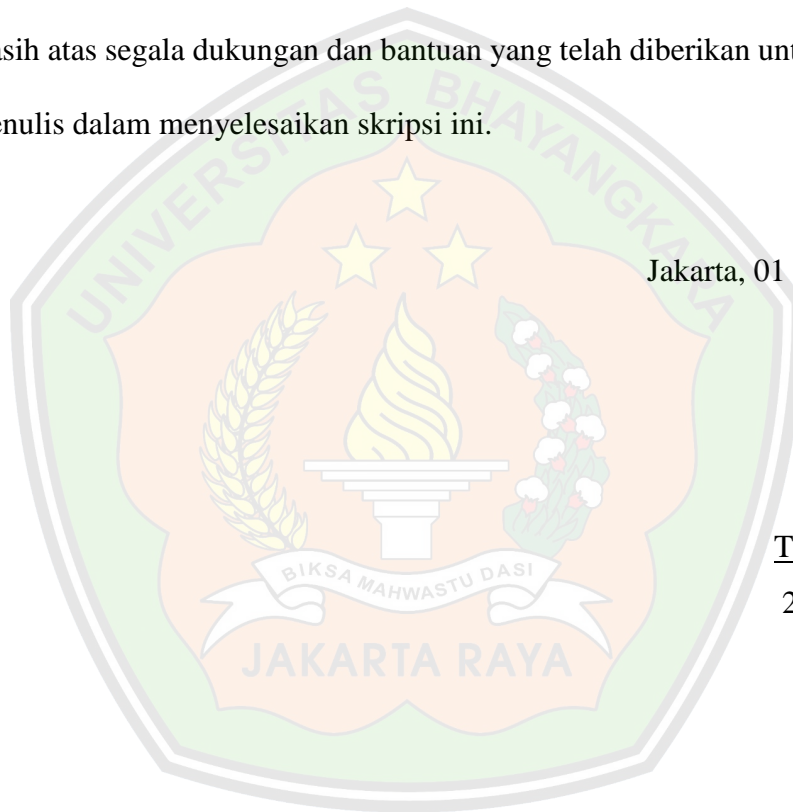 asih atas segala dukungan dan bantuan yang telah diberikan unt
enulis dalam menyelesaikan skripsi ini.
UNIVERSITAS BHAYANGKARA
Jakarta, 01
T
2
BIKSA MAHWASTU DASI
JAKARTA RAYA